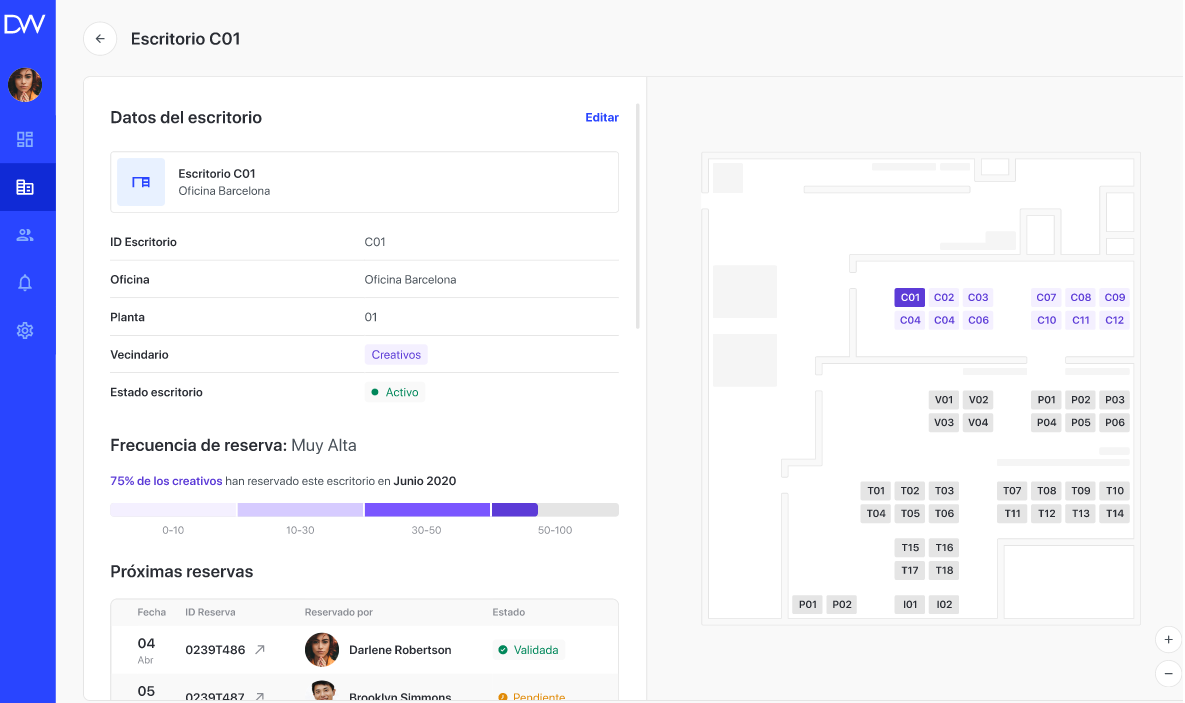 DW
Escritorio C01
Datos del escritorio
Editar
Escritorio C01
Oficina Barcelona
ID Escritorio C01
Oficina Oficina Barcelona
Planta 01
Vecindario Creativos
Estado escritorio Activo
Frecuencia de reserva: Muy Alta
75% de los creativos han reservado este escritorio en Junio 2020
0-10 10-30 30-50 50-100
Próximas reservas
Fecha ID Reserva Reservado por Estado
04 Abr 0239T486 Darlene Robertson Validada
05 0239T487 Brooklyn Simmons Pendiente
C01 C02 C03 C07 C08 C09
C04 C04 C06 C10 C11 C12
V01 V02 P01 P02 P03
V03 V04 P04 P05 P06
T01 T02 T03 T07 T08 T09 T10
T04 T05 T06 T11 T12 T13 T14
T15 T16
T17 T18
P01 P02 I01 I02
+
−